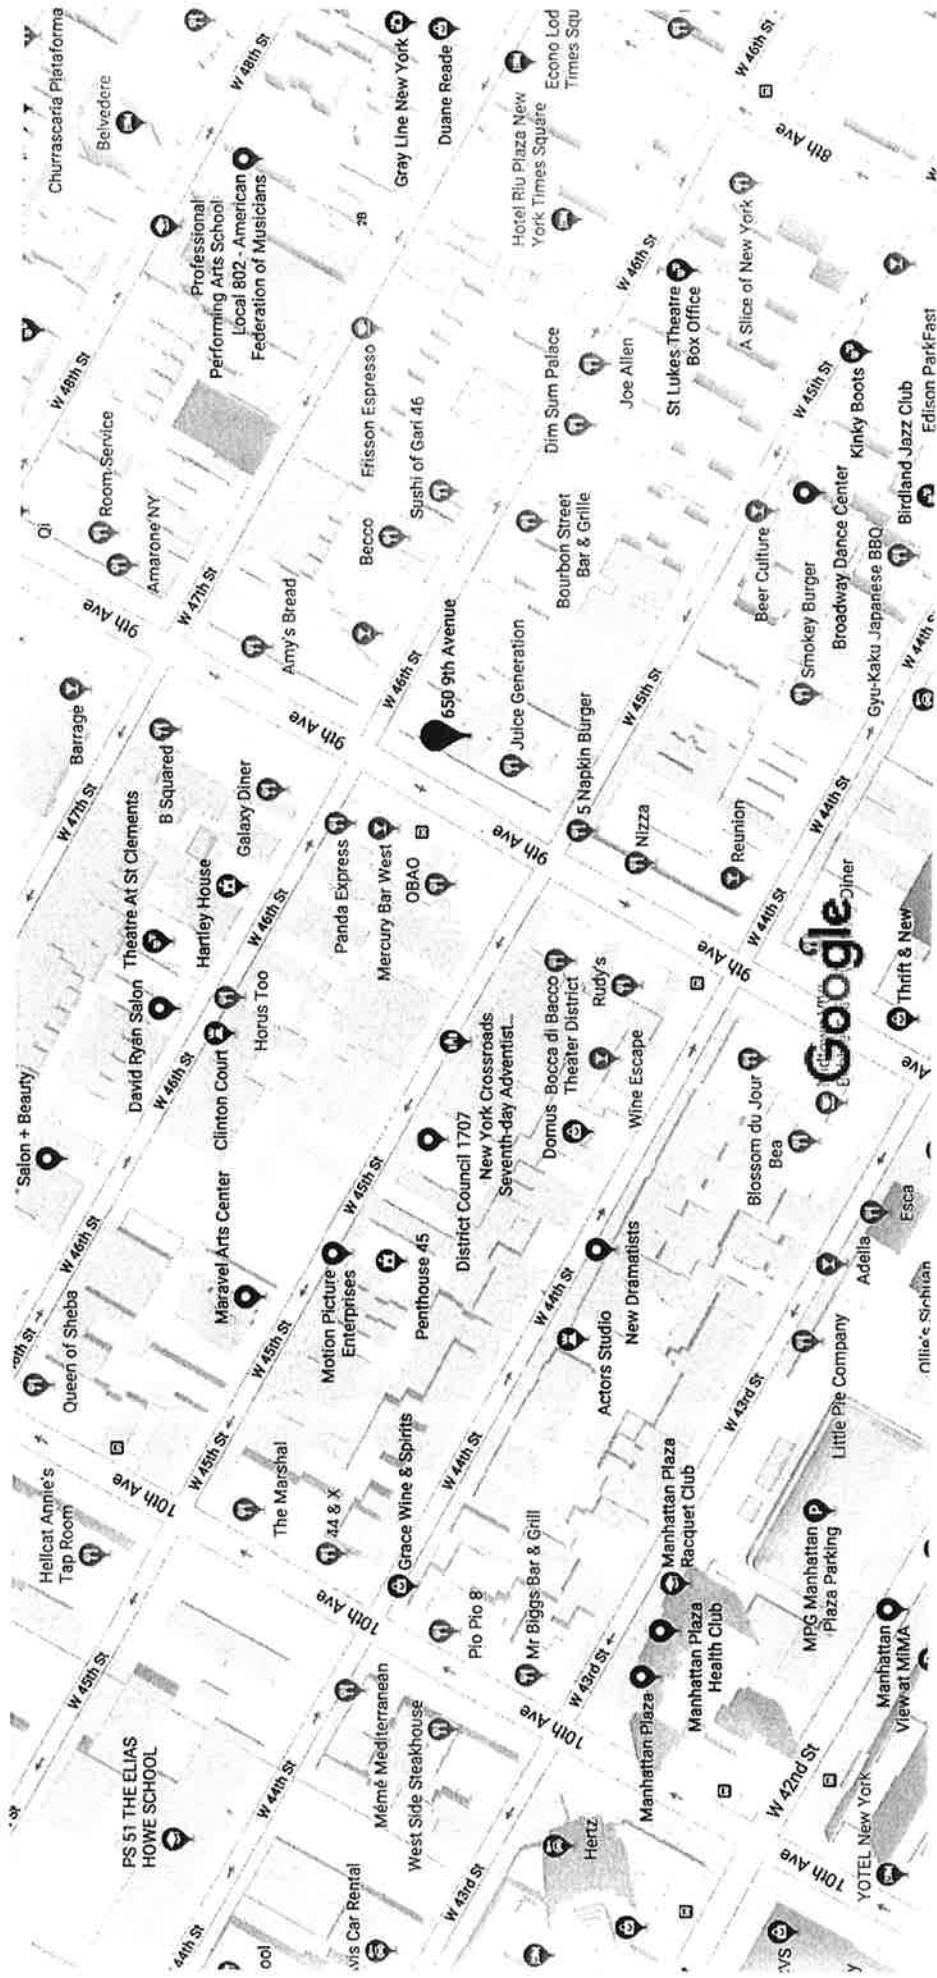 PS 51 THE ELIAS
HOWE SCHOOL
W 45th St
W 44th St
44th St
Hellcat Annie's
Tap Room
10th Ave
Queen of Sheba
W 46th St
Salon + Beauty
David Ryan Salon
Theatre At St Clements
W 47th St
Barrage
9th Ave
Qi
Room Service
Amarone NY
W 48th St
Belvedere
Churrascaria Plataforma
W 46th St
Hartley House
B Squared
W 47th St
Professional
Performing Arts School
Local 802 - American
Federation of Musicians
W 48th St
W 45th St
The Marshal
W 45th St
Maravel Arts Center
Clinton Court
Horus Too
W 46th St
Galaxy Diner
9th Ave
Amy's Bread
44 & X
10th Ave
Motion Picture
Enterprises
W 45th St
Panda Express
Mercury Bar West
OBAO
W 46th St
Becco
Frisson Espresso
Sushi of Gari 46
Gray Line New York
Duane Reade
Mémé Mediterranean
West Side Steakhouse
Grace Wine & Spirits
Penthouse 45
District Council 1707
New York Crossroads
Seventh-day Adventist...
9th Ave
650 9th Avenue
Juice Generation
W 43rd St
Pio Pio 8
W 44th St
Mr Biggs Bar & Grill
10th Ave
Domus
Bocca di Bacco
Theater District
Rudy's
5 Napkin Burger
Bourbon Street
Bar & Grille
Dim Sum Palace
Joe Allen
Hotel Riu Plaza New
York Times Square
Econo Lod
Times Squ
Hertz
W 43rd St
Actors Studio
New Dramatists
W 44th St
Wine Escape
Nizza
W 45th St
W 46th St
St Lukes Theatre
Box Office
Manhattan Plaza
Manhattan Plaza
Health Club
Manhattan Plaza
Racquet Club
W 43rd St
Blossom du Jour
Bea
9th Ave
W 44th St
Reunion
Beer Culture
A Slice of New York
W 46th St
8th Ave
W 42nd St
10th Ave
MPG Manhattan
Plaza Parking
Little Pie Company
Adella
Google
Diner
W 44th St
Smokey Burger
Broadway Dance Center
W 45th St
Kinky Boots
YOTEL New York
Manhattan
View at MiMA
Esca
Ave
Thrift & New
Gyu-Kaku Japanese BBQ
Birdland Jazz Club
W 44th S
Edison ParkFast